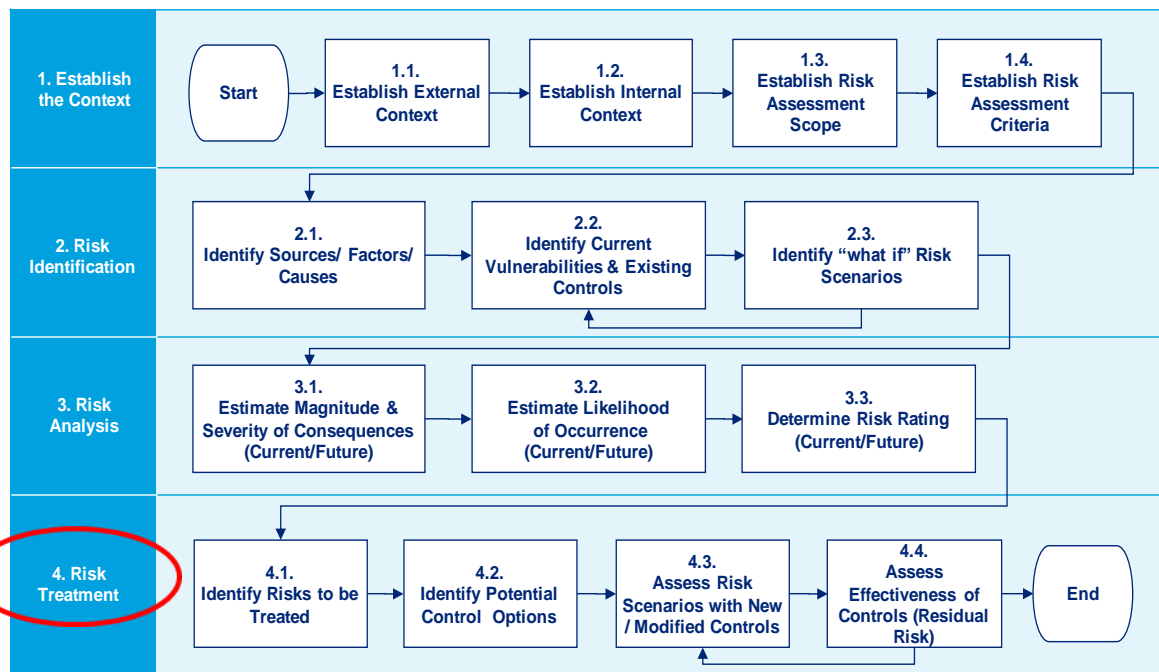 1. Establish
the Context
Start
1.1.
Establish External
Context
1.2.
Establish Internal
Context
1.3.
Establish Risk
Assessment
Scope
1.4.
Establish Risk
Assessment
Criteria
2. Risk
Identification
2.1.
Identify Sources/ Factors/
Causes
2.2.
Identify Current
Vulnerabilities & Existing
Controls
2.3.
Identify “what if” Risk
Scenarios
3. Risk
Analysis
3.1.
Estimate Magnitude &
Severity of Consequences
(Current/Future)
3.2.
Estimate Likelihood
of Occurrence
(Current/Future)
3.3.
Determine Risk Rating
(Current/Future)
4. Risk
Treatment
4.1.
Identify Risks to be
Treated
4.2.
Identify Potential
Control Options
4.3.
Assess Risk
Scenarios with New
/ Modified Controls
4.4.
Assess
Effectiveness of
Controls (Residual
Risk)
End